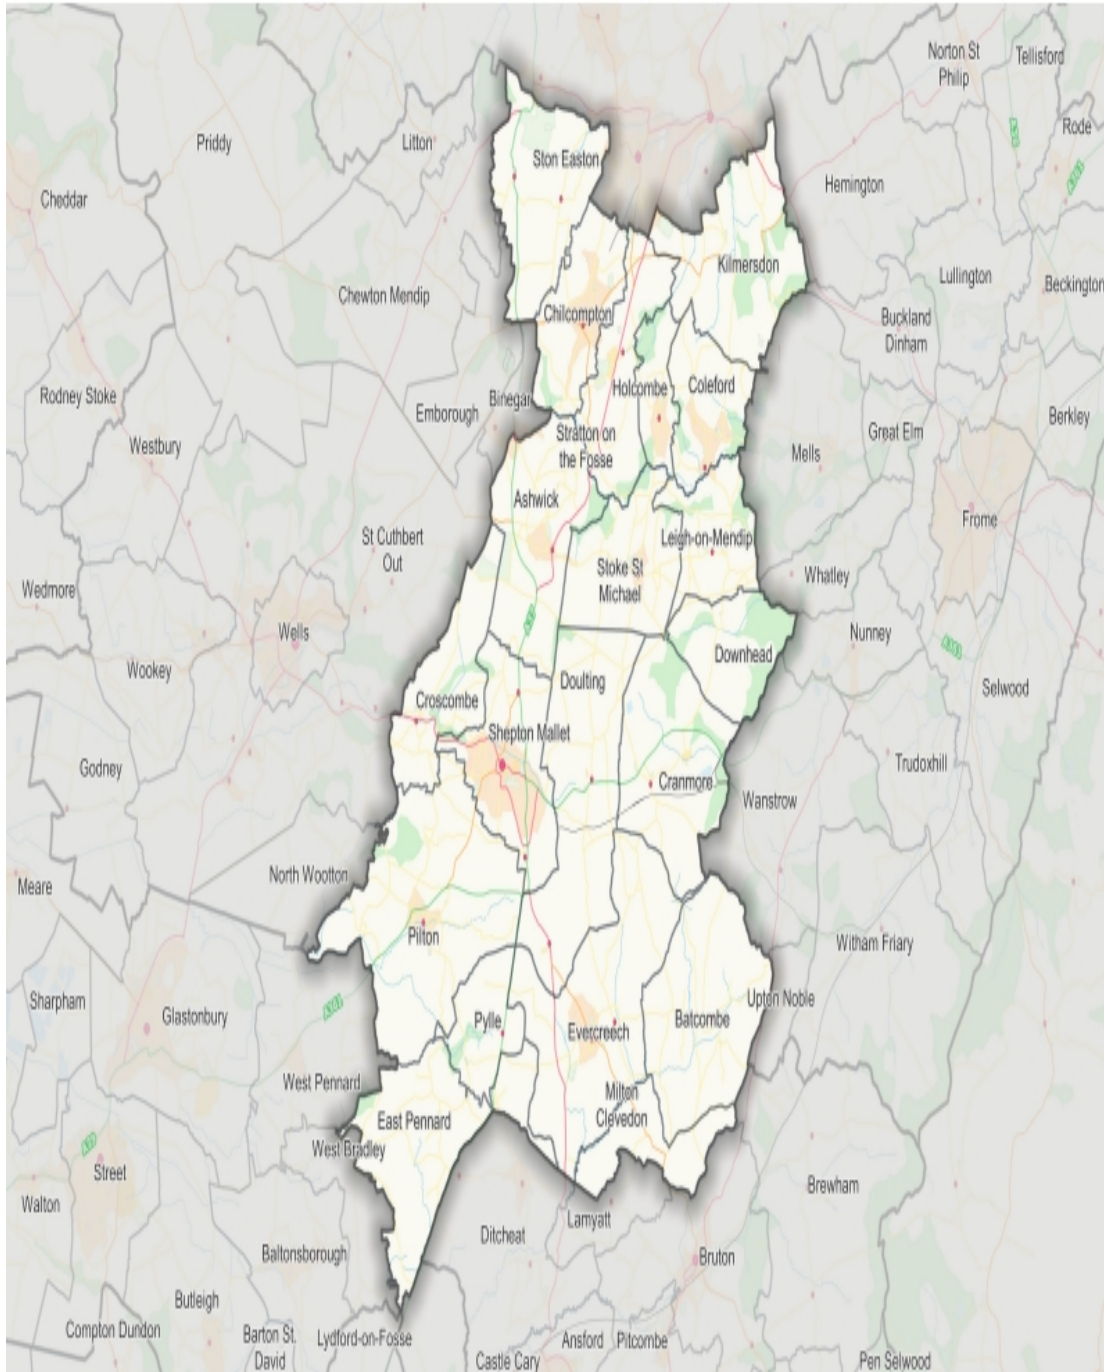 Norton St
Philip
Tellisford
Rode
Priddy
Litton
Ston Easton
Hemington
Cheddar
Kilmersdon
Lullington
Beckington
Chewton Mendip
Chilcompton
Buckland
Dinham
Rodney Stoke
Emborough
Binegar
Holcombe
Coleford
Berkley
Westbury
Stratton on
the Fosse
Great Elm
Mells
Ashwick
Frome
St Cuthbert
Out
Leigh-on-Mendip
Stoke St
Michael
Whatley
Wedmore
Wells
Nunney
Wookey
Downhead
Doulting
Selwood
Croscombe
Shepton Mallet
Godney
Trudoxhill
Cranmore
Wanstrow
North Wootton
Meare
Pilton
Witham Friary
Sharpham
Glastonbury
Upton Noble
Pylle
Evercreech
Batcombe
West Pennard
Milton
Clevedon
East Pennard
West Bradley
Street
Walton
Brewham
Lamyatt
Ditcheat
Baltonsborough
Bruton
Butleigh
Compton Dundon
Barton St.
David
Lydford-on-Fosse
Ansford
Pitcombe
Castle Cary
Pen Selwood